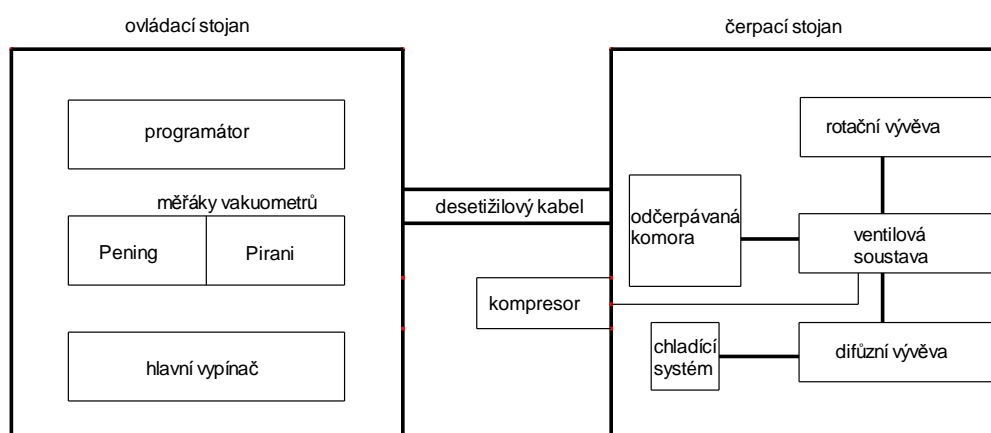 ovládací stojan
čerpací stojan
programátor
měřáky vakuometrů
Pening
Pirani
hlavní vypínač
desetižilový kabel
kompresor
rotační vývěva
odčerpávaná
komora
ventilová
soustava
chladící
systém
difúzní vývěva